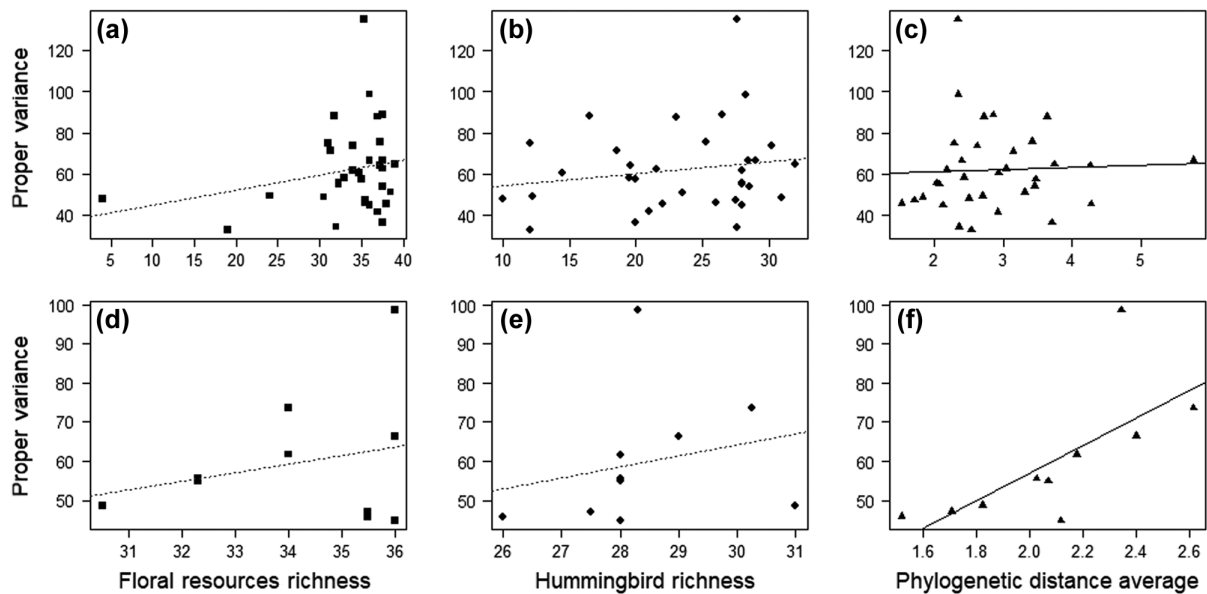 (a) (b) (c)
Proper variance Proper variance Proper variance
120 120 120
100 100 100
80 80 80
60 60 60
40 40 40
5 10 15 20 25 30 35 40 10 15 20 25 30 2 3 4 5
(d) (e) (f)
Proper variance
100 100 100
90 90 90
80 80 80
70 70 70
60 60 60
50 50 50
31 32 33 34 35 36 26 27 28 29 30 31 1.6 1.8 2.0 2.2 2.4 2.6
Floral resources richness Hummingbird richness Phylogenetic distance average